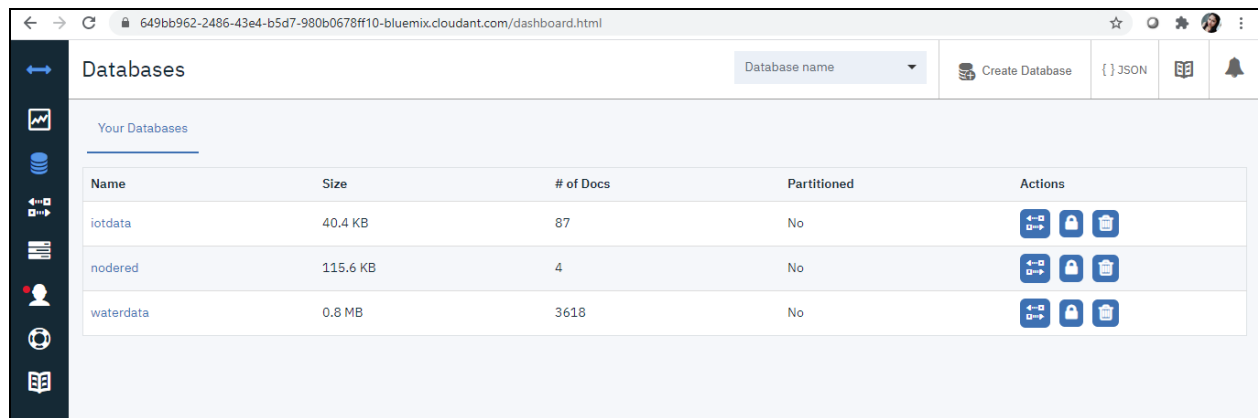 649bb962-2486-43e4-b5d7-980b0678ff10-bluemix.cloudant.com/dashboard.html
Databases
Database name
Create Database
{ } JSON
Your Databases
Name Size # of Docs Partitioned Actions
iotdata 40.4 KB 87 No
nodered 115.6 KB 4 No
waterdata 0.8 MB 3618 No